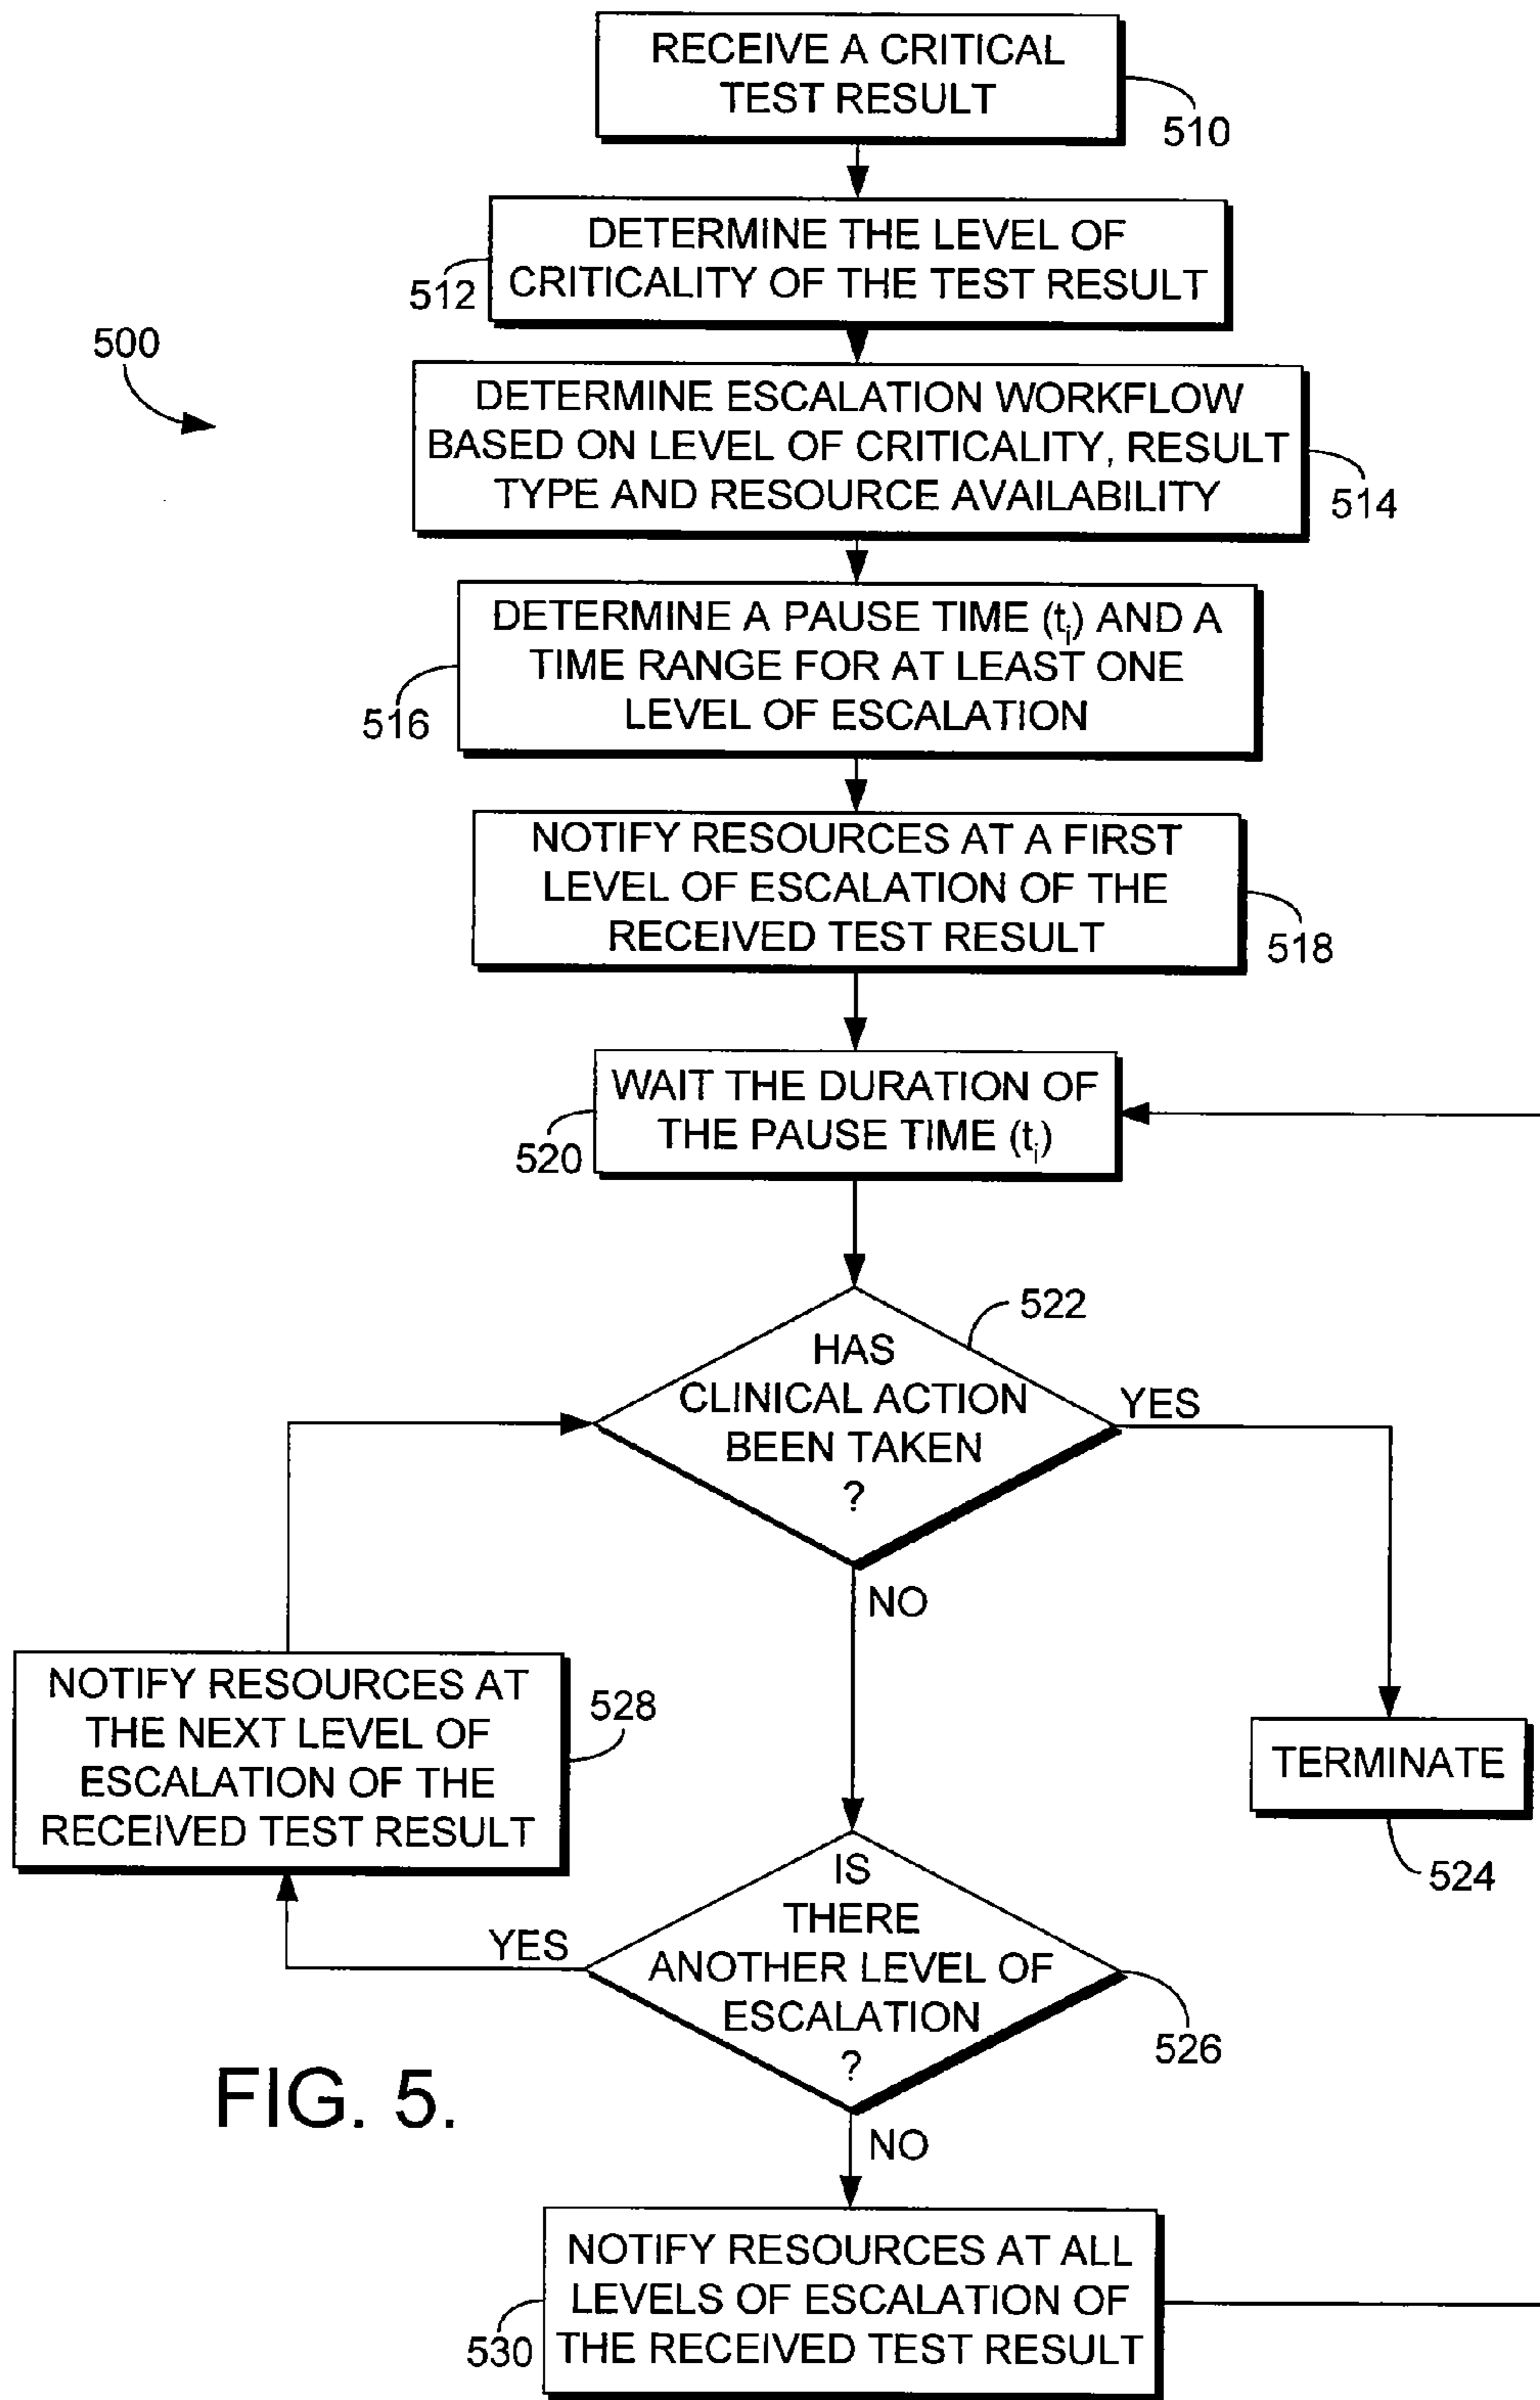 RECEIVE A CRITICAL
TEST RESULT
510
DETERMINE THE LEVEL OF
CRITICALITY OF THE TEST RESULT
512
500
DETERMINE ESCALATION WORKFLOW
BASED ON LEVEL OF CRITICALITY, RESULT
TYPE AND RESOURCE AVAILABILITY
514
DETERMINE A PAUSE TIME (ti) AND A
TIME RANGE FOR AT LEAST ONE
LEVEL OF ESCALATION
516
NOTIFY RESOURCES AT A FIRST
LEVEL OF ESCALATION OF THE
RECEIVED TEST RESULT
518
WAIT THE DURATION OF
THE PAUSE TIME (ti)
520
522
HAS
CLINICAL ACTION
BEEN TAKEN
?
YES
NO
NOTIFY RESOURCES AT
THE NEXT LEVEL OF
ESCALATION OF THE
RECEIVED TEST RESULT
528
TERMINATE
524
IS
THERE
ANOTHER LEVEL OF
ESCALATION
?
YES
526
NO
FIG. 5.
NOTIFY RESOURCES AT ALL
LEVELS OF ESCALATION OF
THE RECEIVED TEST RESULT
530